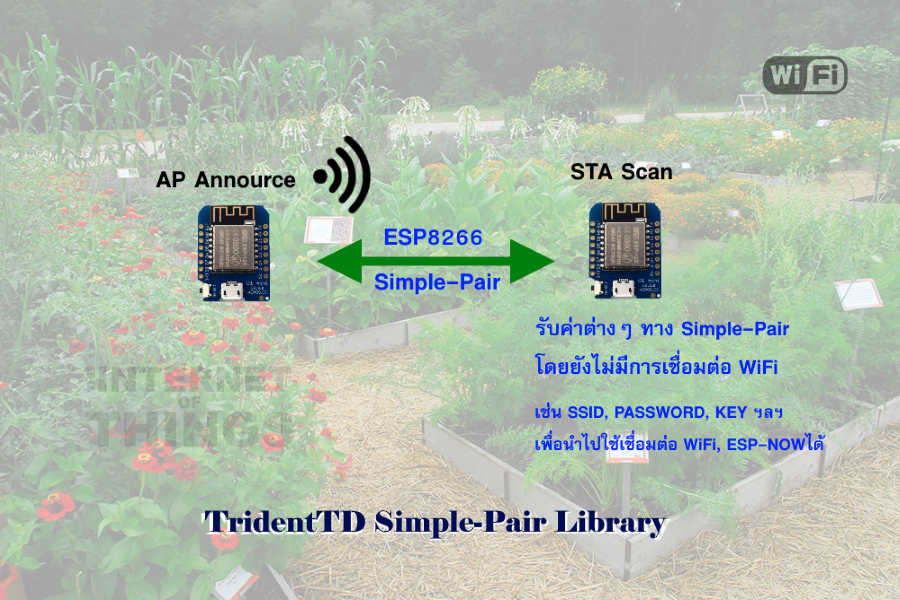 WiFi
AP Annource
STA Scan
ESP8266
Simple-Pair
รับค่าต่างๆ ทาง Simple-Pair
โดยยังไม่มีการเชื่อมต่อ WiFi
เช่น SSID, PASSWORD, KEY ฯลฯ
เพื่อนำไปใช้เชื่อมต่อ WiFi, ESP-NOWได้
INTERNET
OF
THINGS
TridentTD Simple-Pair Library